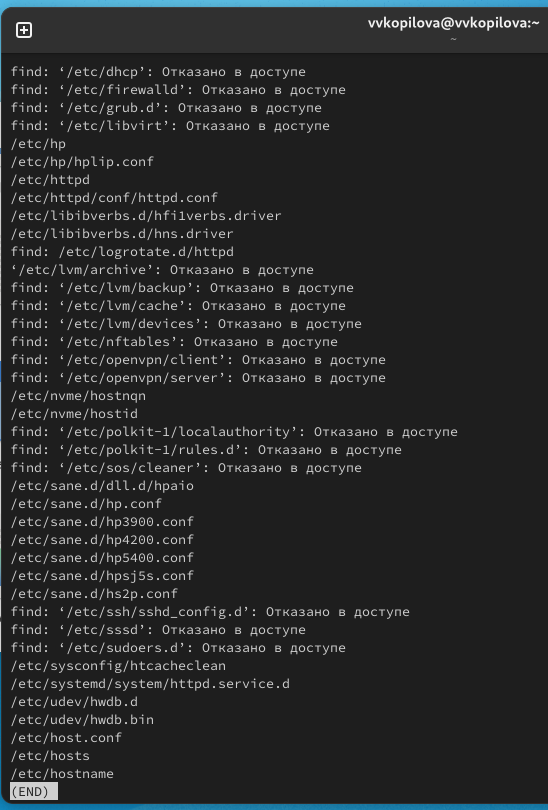 vvkopilova@vvkopilova:~
~
find: ‘/etc/dhcp’: Отказано в доступе
find: ‘/etc/firewalld’: Отказано в доступе
find: ‘/etc/grub.d’: Отказано в доступе
find: ‘/etc/libvirt’: Отказано в доступе
/etc/hp
/etc/hp/hplip.conf
/etc/httpd
/etc/httpd/conf/httpd.conf
/etc/libibverbs.d/hfi1verbs.driver
/etc/libibverbs.d/hns.driver
find: /etc/logrotate.d/httpd
‘/etc/lvm/archive’: Отказано в доступе
find: ‘/etc/lvm/backup’: Отказано в доступе
find: ‘/etc/lvm/cache’: Отказано в доступе
find: ‘/etc/lvm/devices’: Отказано в доступе
find: ‘/etc/nftables’: Отказано в доступе
find: ‘/etc/openvpn/client’: Отказано в доступе
find: ‘/etc/openvpn/server’: Отказано в доступе
/etc/nvme/hostnqn
/etc/nvme/hostid
find: ‘/etc/polkit-1/localauthority’: Отказано в доступе
find: ‘/etc/polkit-1/rules.d’: Отказано в доступе
find: ‘/etc/sos/cleaner’: Отказано в доступе
/etc/sane.d/dll.d/hpaio
/etc/sane.d/hp.conf
/etc/sane.d/hp3900.conf
/etc/sane.d/hp4200.conf
/etc/sane.d/hp5400.conf
/etc/sane.d/hpsj5s.conf
/etc/sane.d/hs2p.conf
find: ‘/etc/ssh/sshd_config.d’: Отказано в доступе
find: ‘/etc/sssd’: Отказано в доступе
find: ‘/etc/sudoers.d’: Отказано в доступе
/etc/sysconfig/htcacheclean
/etc/systemd/system/httpd.service.d
/etc/udev/hwdb.d
/etc/udev/hwdb.bin
/etc/host.conf
/etc/hosts
/etc/hostname
(END)